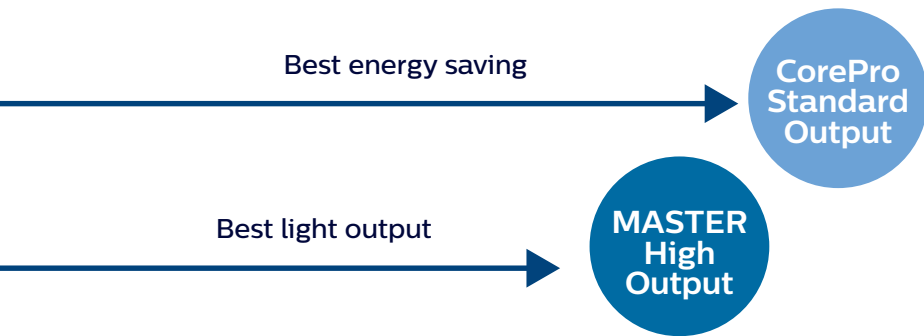 Best energy saving
CorePro
Standard
Output
Best light output
MASTER
High
Output